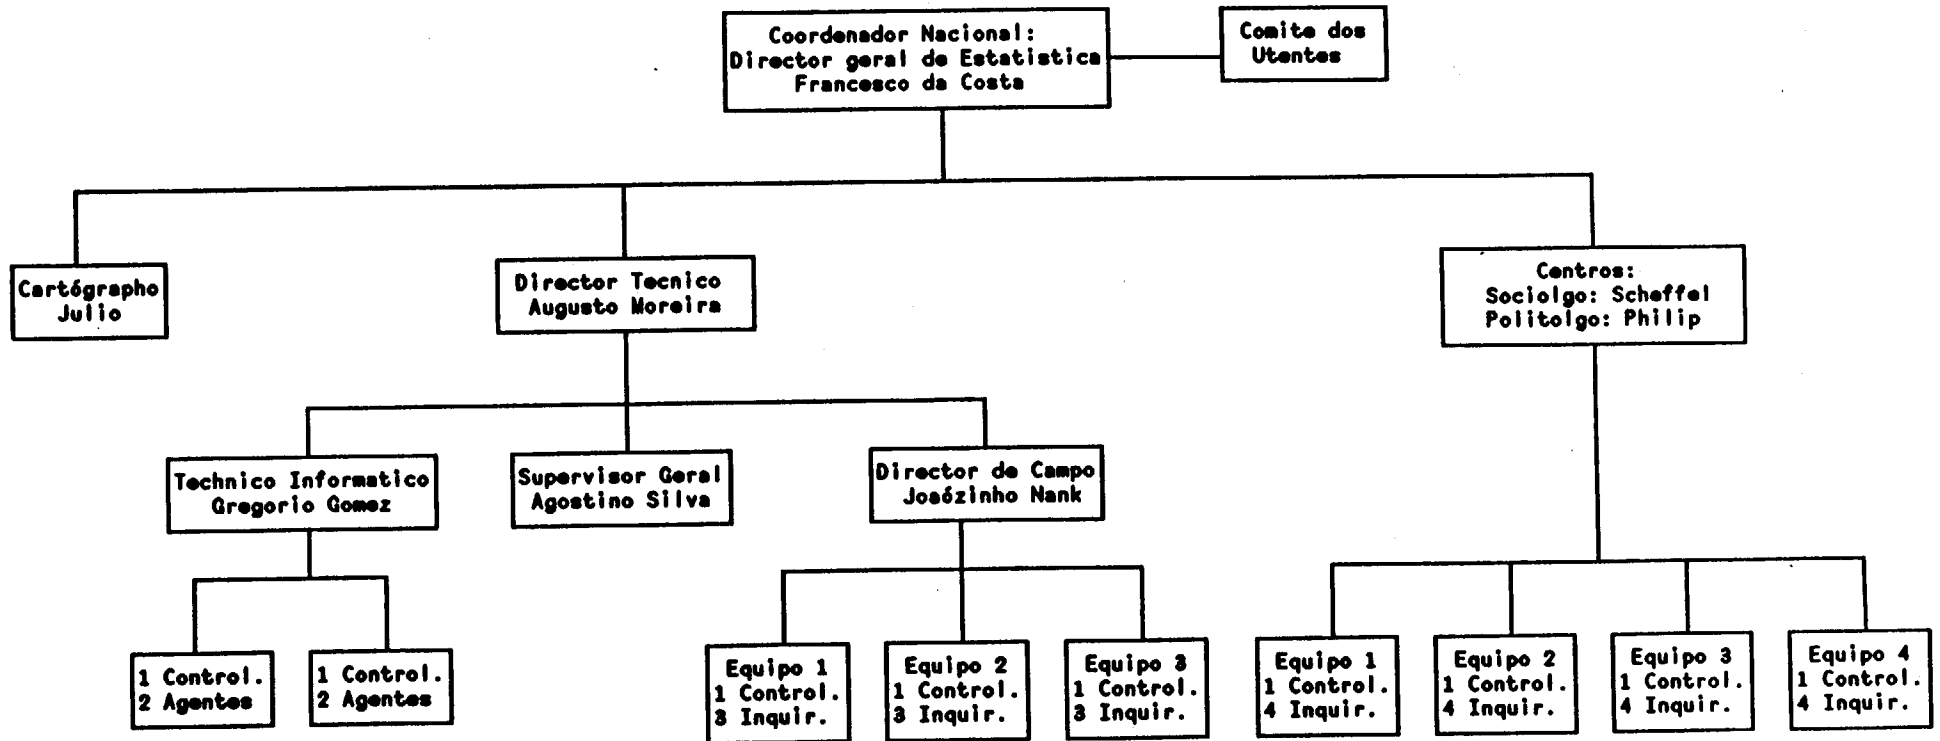 Coordenador Nacional:
Director geral de Estatistica
Francesco da Costa
Comite dos
Utentes
Cartógrapho
Julio
Director Tecnico
Augusto Moreira
Centros:
Sociolgo: Scheffel
Politolgo: Philip
Technico Informatico
Gregorio Gomez
Supervisor Geral
Agostino Silva
Director de Campo
Joaózinho Nank
1 Control.
2 Agentes
1 Control.
2 Agentes
Equipo 1
1 Control.
3 Inquir.
Equipo 2
1 Control.
3 Inquir.
Equipo 3
1 Control.
3 Inquir.
Equipo 1
1 Control.
4 Inquir.
Equipo 2
1 Control.
4 Inquir.
Equipo 3
1 Control.
4 Inquir.
Equipo 4
1 Control.
4 Inquir.